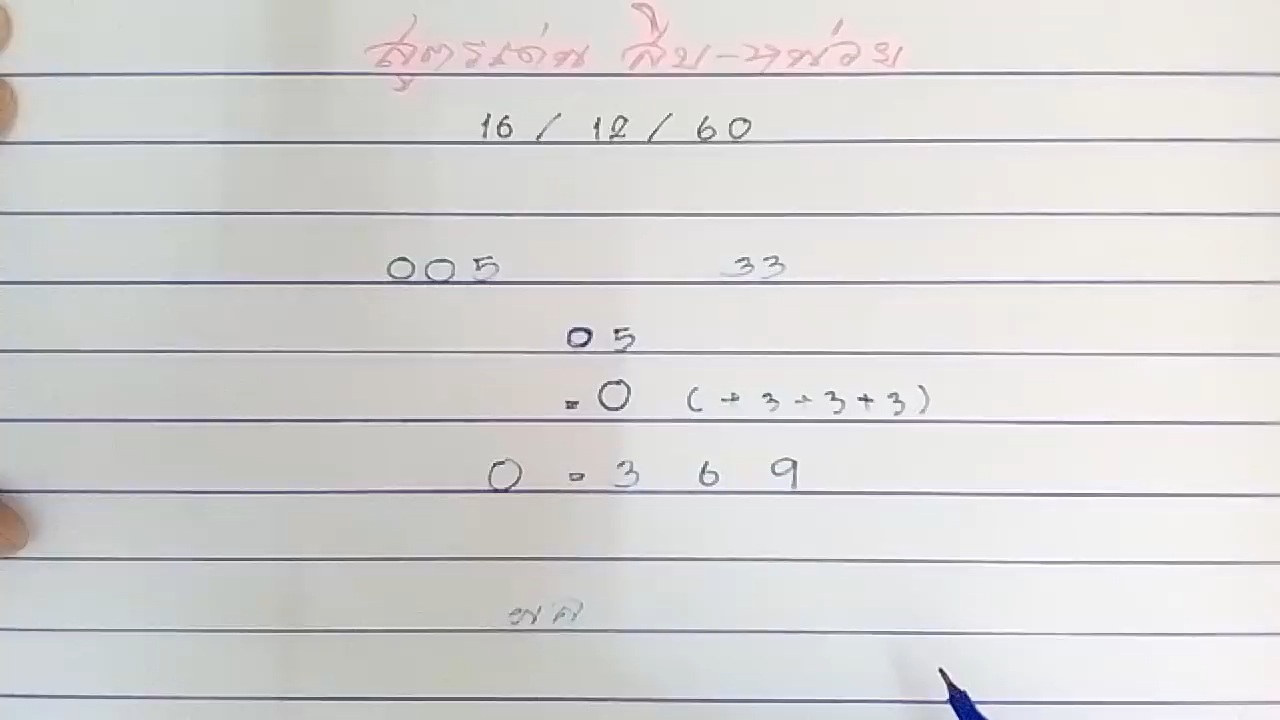 สูตรเด่น สิบ-หน่วย
16 / 12 / 60
005 33
05
= 0 (+3+3+3)
0 = 3 6 9